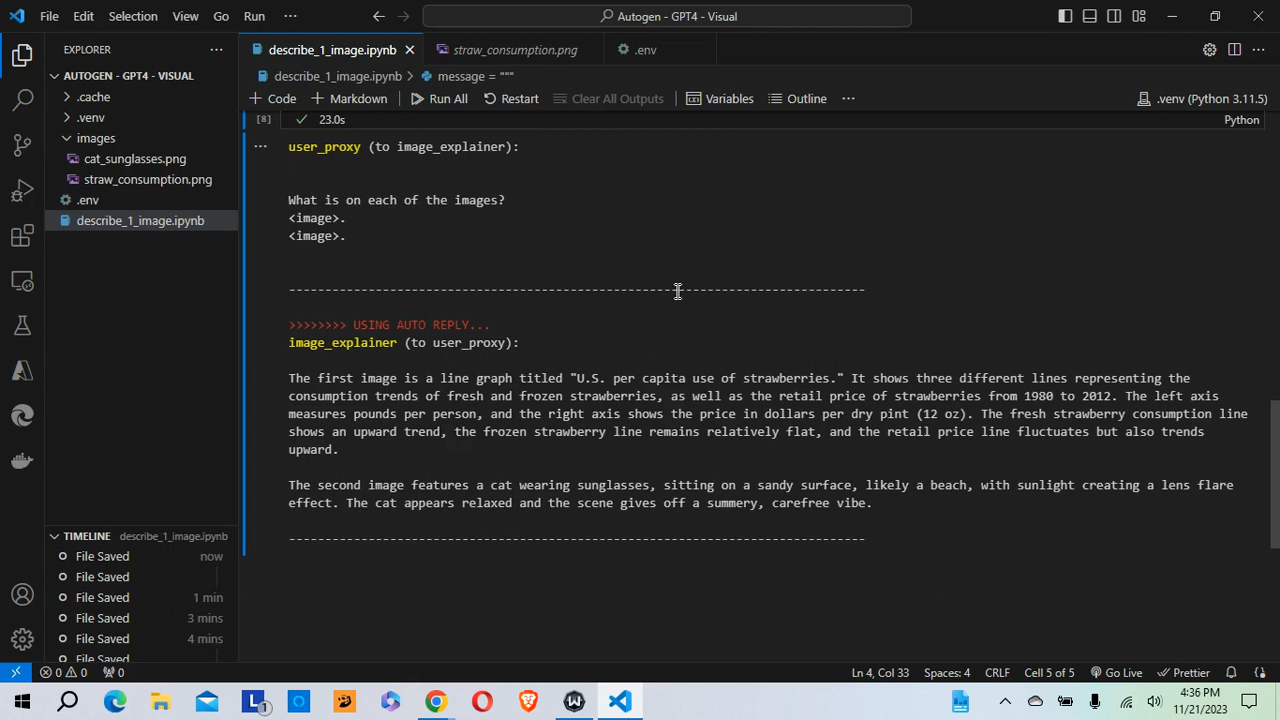 File Edit Selection View Go Run ··· Autogen - GPT4 - Visual
EXPLORER ···
AUTOGEN - GPT4 - VISUAL
.cache
.venv
images
cat_sunglasses.png
straw_consumption.png
.env
describe_1_image.ipynb
TIMELINE describe_1_image.ipynb
File Saved now
File Saved
File Saved 1 min
File Saved 3 mins
File Saved 4 mins
File Saved
describe_1_image.ipynb straw_consumption.png .env
describe_1_image.ipynb > message = """
+ Code + Markdown Run All Restart Clear All Outputs Variables Outline ··· .venv (Python 3.11.5)
[8] 23.0s Python
··· user_proxy (to image_explainer):
What is on each of the images?
<image>.
<image>.
--------------------------------------------------------------------------------
>>>>>>>> USING AUTO REPLY...
image_explainer (to user_proxy):
The first image is a line graph titled "U.S. per capita use of strawberries." It shows three different lines representing the
consumption trends of fresh and frozen strawberries, as well as the retail price of strawberries from 1980 to 2012. The left axis
measures pounds per person, and the right axis shows the price in dollars per dry pint (12 oz). The fresh strawberry consumption line
shows an upward trend, the frozen strawberry line remains relatively flat, and the retail price line fluctuates but also trends
upward.
The second image features a cat wearing sunglasses, sitting on a sandy surface, likely a beach, with sunlight creating a lens flare
effect. The cat appears relaxed and the scene gives off a summery, carefree vibe.
--------------------------------------------------------------------------------
0 0 0 Ln 4, Col 33 Spaces: 4 CRLF Cell 5 of 5 Go Live Prettier
L 1 W 4:36 PM
11/21/2023